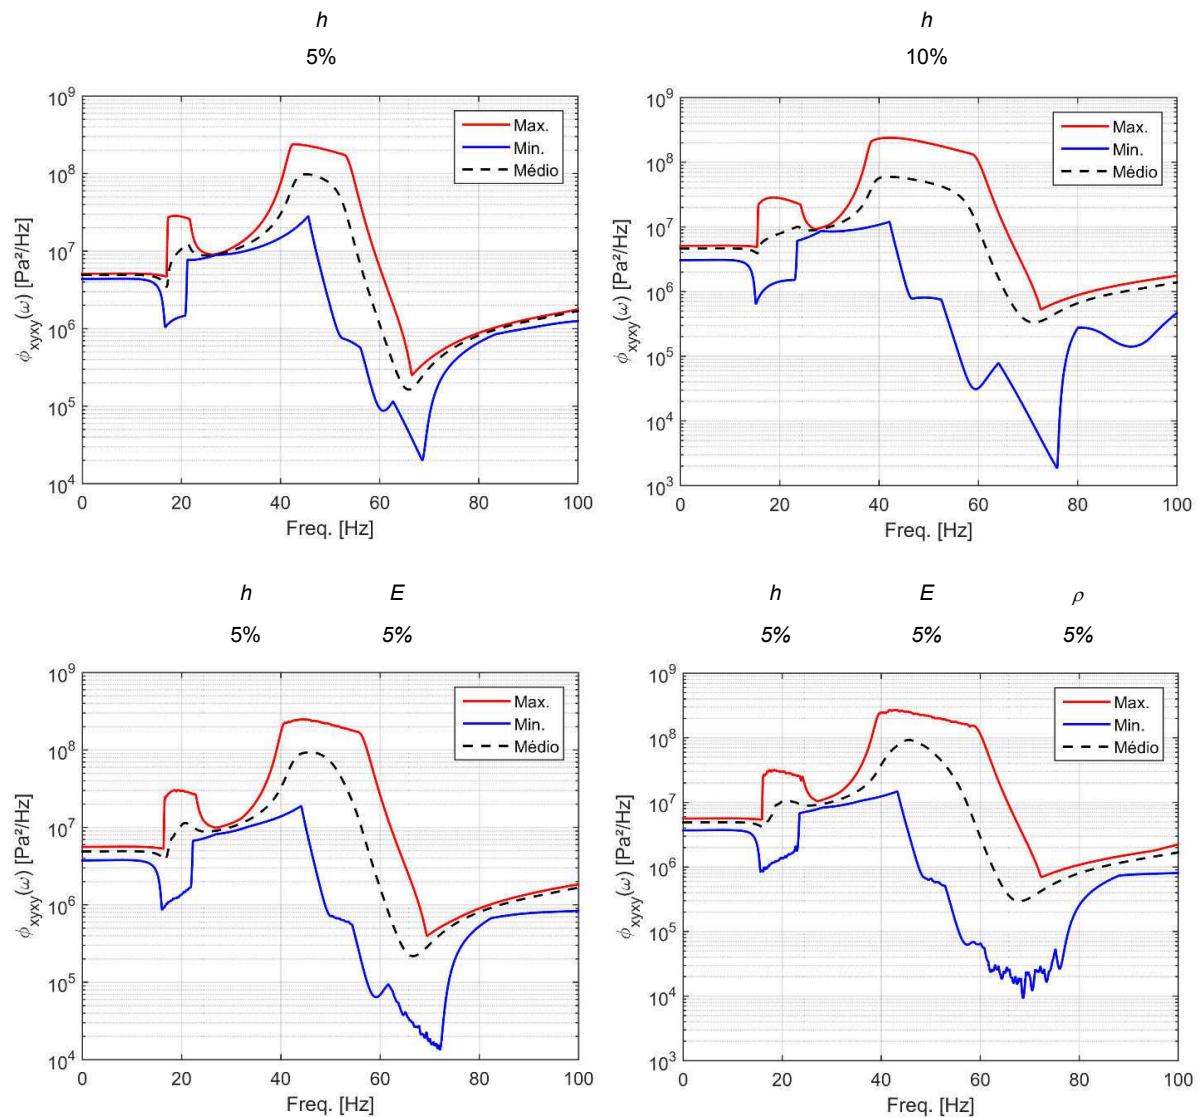 h
5%
h
10%
10⁹
10⁸
10⁷
10⁶
10⁵
10⁴
ϕxyxy(ω) [Pa²/Hz]
0 20 40 60 80 100
Freq. [Hz]
Max.
Min.
Médio
10⁹
10⁸
10⁷
10⁶
10⁵
10⁴
10³
ϕxyxy(ω) [Pa²/Hz]
0 20 40 60 80 100
Freq. [Hz]
Max.
Min.
Médio
h E
5% 5%
h E ρ
5% 5% 5%
10⁹
10⁸
10⁷
10⁶
10⁵
10⁴
ϕxyxy(ω) [Pa²/Hz]
0 20 40 60 80 100
Freq. [Hz]
Max.
Min.
Médio
10⁹
10⁸
10⁷
10⁶
10⁵
10⁴
10³
ϕxyxy(ω) [Pa²/Hz]
0 20 40 60 80 100
Freq. [Hz]
Max.
Min.
Médio